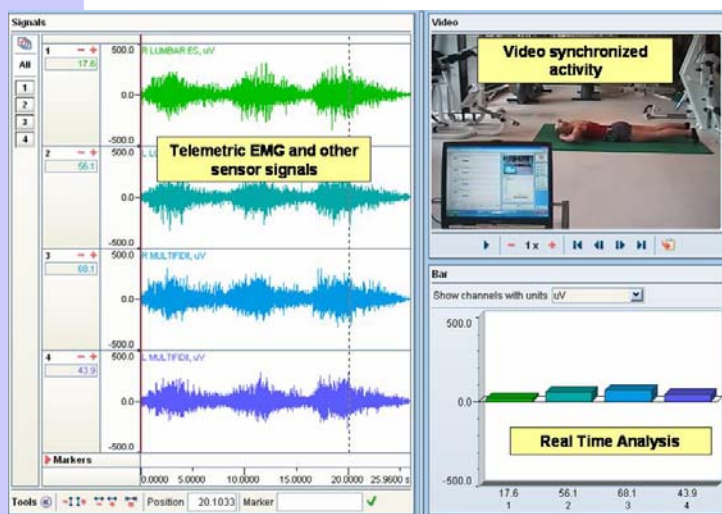 Signals
All
1
2
3
4
1 - +
17.6
500.0
0.0
-500.0
R LUMBAR ES, uV
2 - +
56.1
500.0
0.0
-500.0
Telemetric EMG and other
sensor signals
3 - +
68.1
500.0
0.0
-500.0
R MULTIFIDII, uV
4 - +
43.9
500.0
0.0
-500.0
L MULTIFIDII, uV
Markers
0.0000 5.0000 10.0000 15.0000 20.0000 25.9600 s
Tools Position 20.1033 Marker
Video
Video synchronized
activity
- 1 x +
Bar
Show channels with units uV
500.0
0.0
-500.0
Real Time Analysis
17.6 56.1 68.1 43.9
1 2 3 4